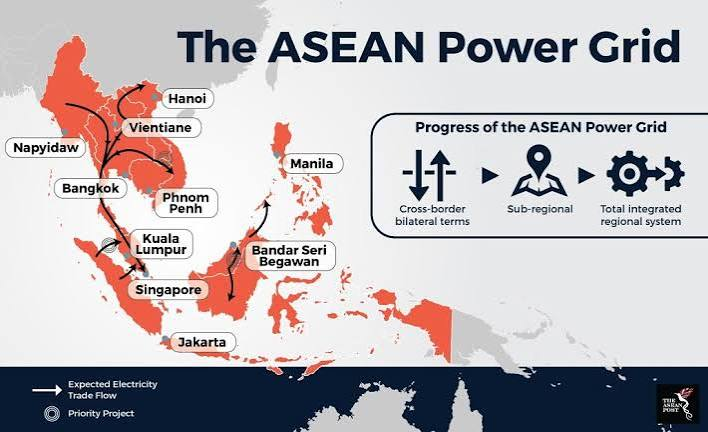 The ASEAN Power Grid
Hanoi
Vientiane
Napyidaw
Manila
Bangkok
Phnom
Penh
Kuala
Lumpur
Bandar Seri
Begawan
Singapore
Jakarta
Progress of the ASEAN Power Grid
Cross-border
bilateral terms
Sub-regional
Total integrated
regional system
Expected Electricity
Trade Flow
Priority Project
THE
ASEAN
POST